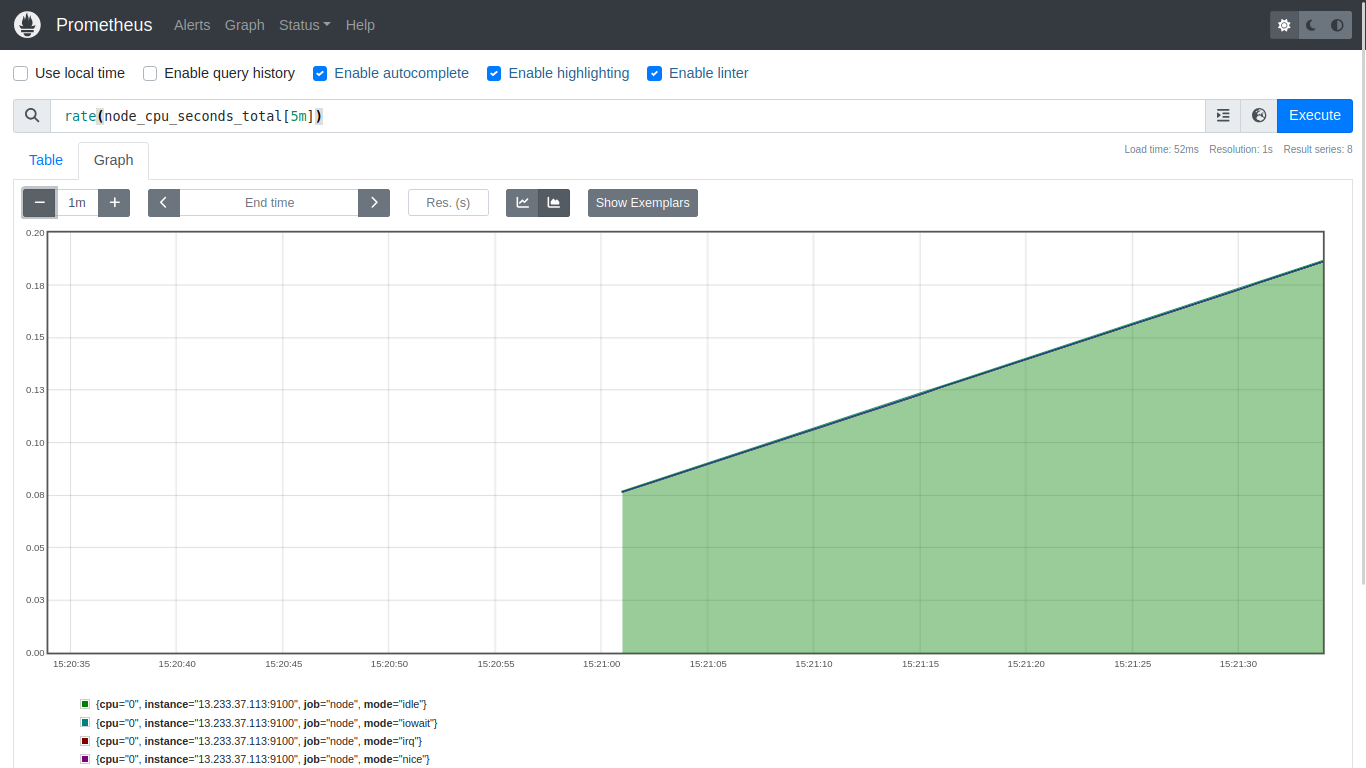 Prometheus Alerts Graph Status Help
Use local time Enable query history Enable autocomplete Enable highlighting Enable linter
rate(node_cpu_seconds_total[5m]) Execute
Table Graph Load time: 52ms Resolution: 1s Result series: 8
1m End time Res. (s) Show Exemplars
0.20
0.18
0.15
0.13
0.10
0.08
0.05
0.03
0.00
15:20:35 15:20:40 15:20:45 15:20:50 15:20:55 15:21:00 15:21:05 15:21:10 15:21:15 15:21:20 15:21:25 15:21:30
{cpu="0", instance="13.233.37.113:9100", job="node", mode="idle"}
{cpu="0", instance="13.233.37.113:9100", job="node", mode="iowait"}
{cpu="0", instance="13.233.37.113:9100", job="node", mode="irq"}
{cpu="0", instance="13.233.37.113:9100", job="node", mode="nice"}